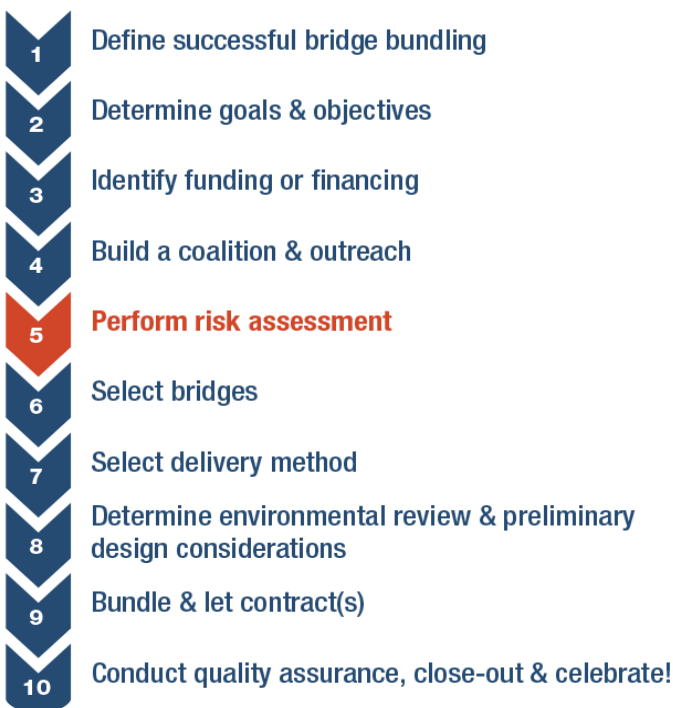 1 Define successful bridge bundling
2 Determine goals & objectives
3 Identify funding or financing
4 Build a coalition & outreach
5 Perform risk assessment
6 Select bridges
7 Select delivery method
8 Determine environmental review & preliminary
design considerations
9 Bundle & let contract(s)
10 Conduct quality assurance, close-out & celebrate!